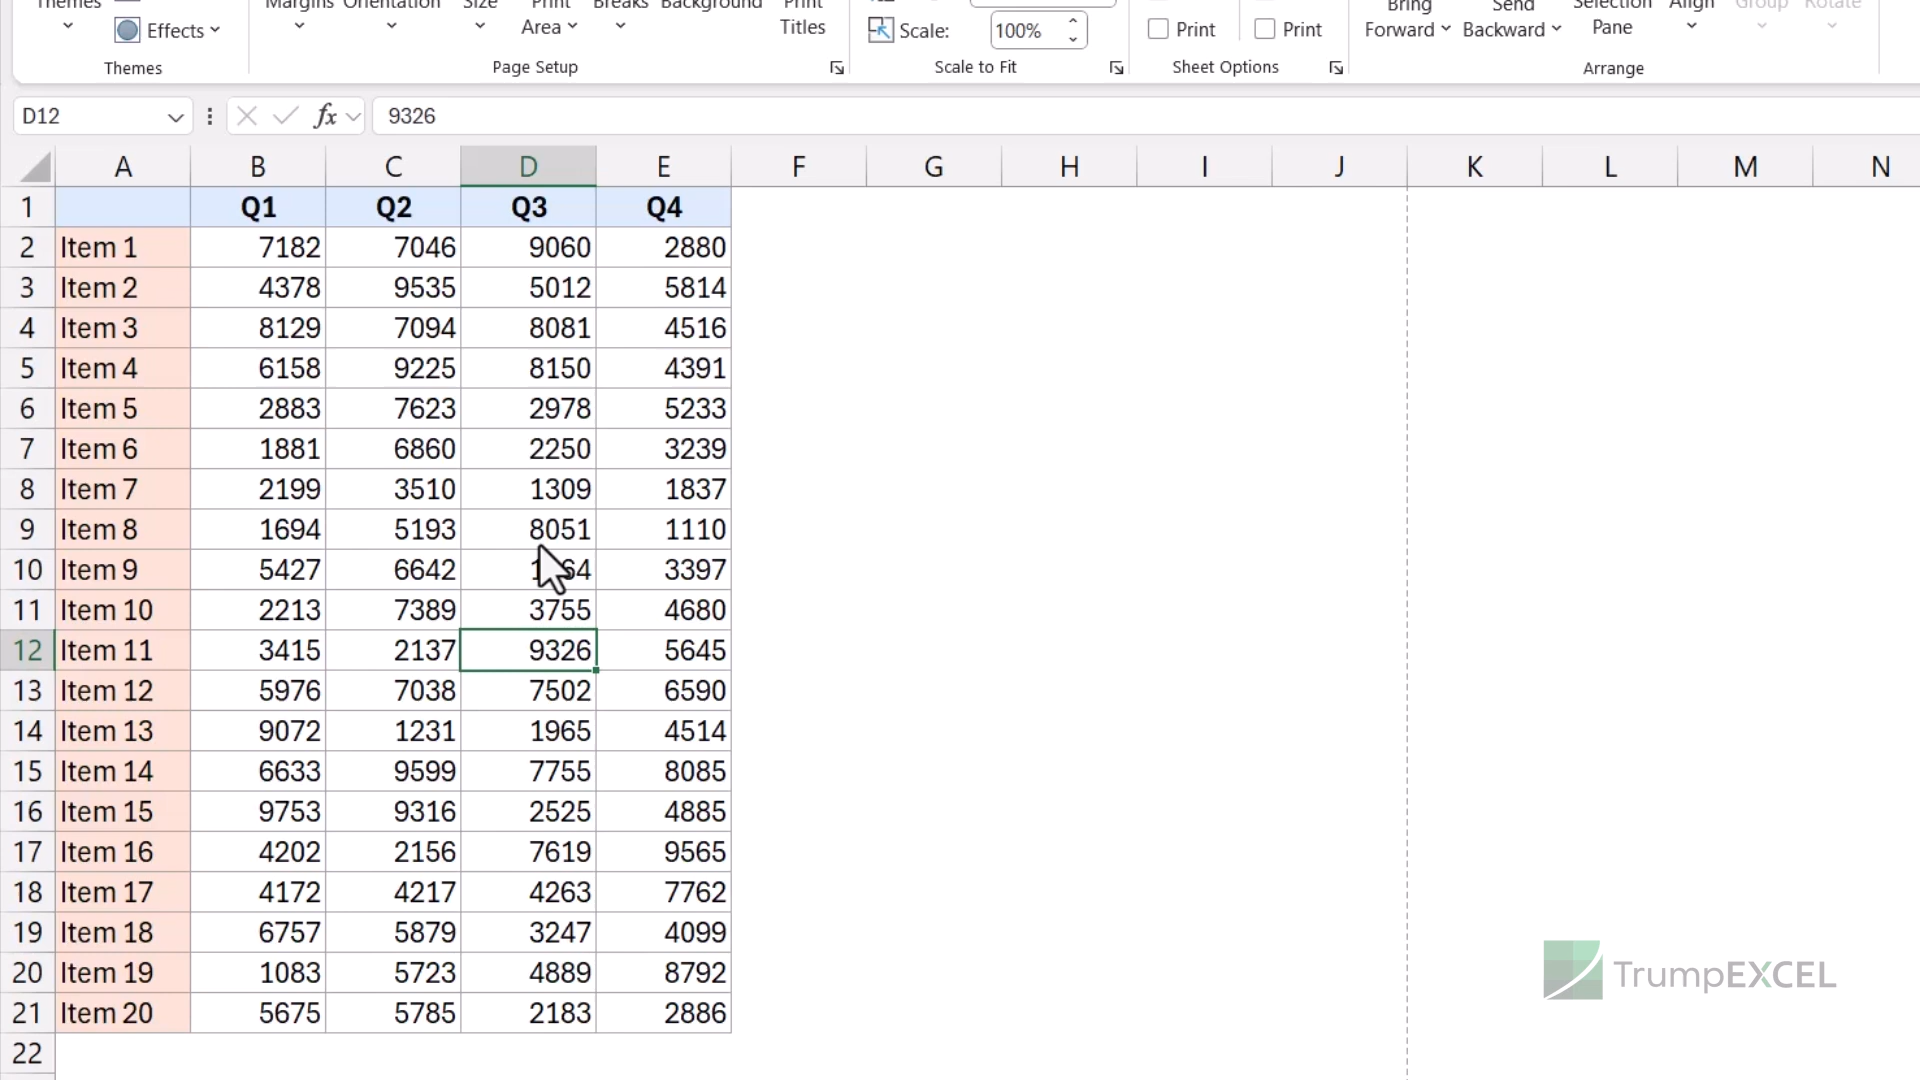 Themes Margins Orientation Size Print Breaks Background Print Bring Send Selection Align Group Rotate
Effects Area Titles Scale: 100% Print Print Forward Backward Pane
Themes Page Setup Scale to Fit Sheet Options Arrange
D12 fx 9326
A B C D E F G H I J K L M N
1 Q1 Q2 Q3 Q4
2 Item 1 7182 7046 9060 2880
3 Item 2 4378 9535 5012 5814
4 Item 3 8129 7094 8081 4516
5 Item 4 6158 9225 8150 4391
6 Item 5 2883 7623 2978 5233
7 Item 6 1881 6860 2250 3239
8 Item 7 2199 3510 1309 1837
9 Item 8 1694 5193 8051 1110
10 Item 9 5427 6642 3397
11 Item 10 2213 7389 3755 4680
12 Item 11 3415 2137 9326 5645
13 Item 12 5976 7038 7502 6590
14 Item 13 9072 1231 1965 4514
15 Item 14 6633 9599 7755 8085
16 Item 15 9753 9316 2525 4885
17 Item 16 4202 2156 7619 9565
18 Item 17 4172 4217 4263 7762
19 Item 18 6757 5879 3247 4099
20 Item 19 1083 5723 4889 8792
21 Item 20 5675 5785 2183 2886
22
TrumpEXCEL